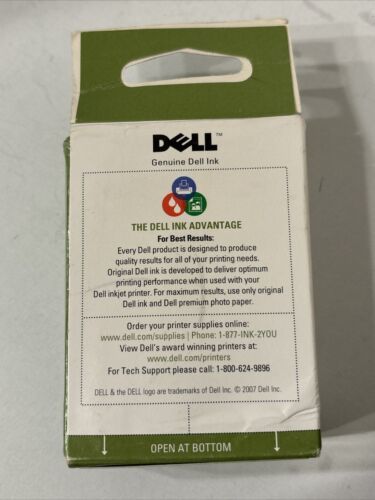 DELL™
Genuine Dell Ink
THE DELL INK ADVANTAGE
For Best Results:
Every Dell product is designed to produce
quality results for all of your printing needs.
Original Dell ink is developed to deliver optimum
printing performance when used with your
Dell inkjet printer. For maximum results, use only original
Dell ink and Dell premium photo paper.
Order your printer supplies online:
www.dell.com/supplies | Phone: 1-877-INK-2YOU
View Dell's award winning printers at:
www.dell.com/printers
For Tech Support please call: 1-800-624-9896
DELL & the DELL logo are trademarks of Dell Inc. © 2007 Dell Inc.
OPEN AT BOTTOM